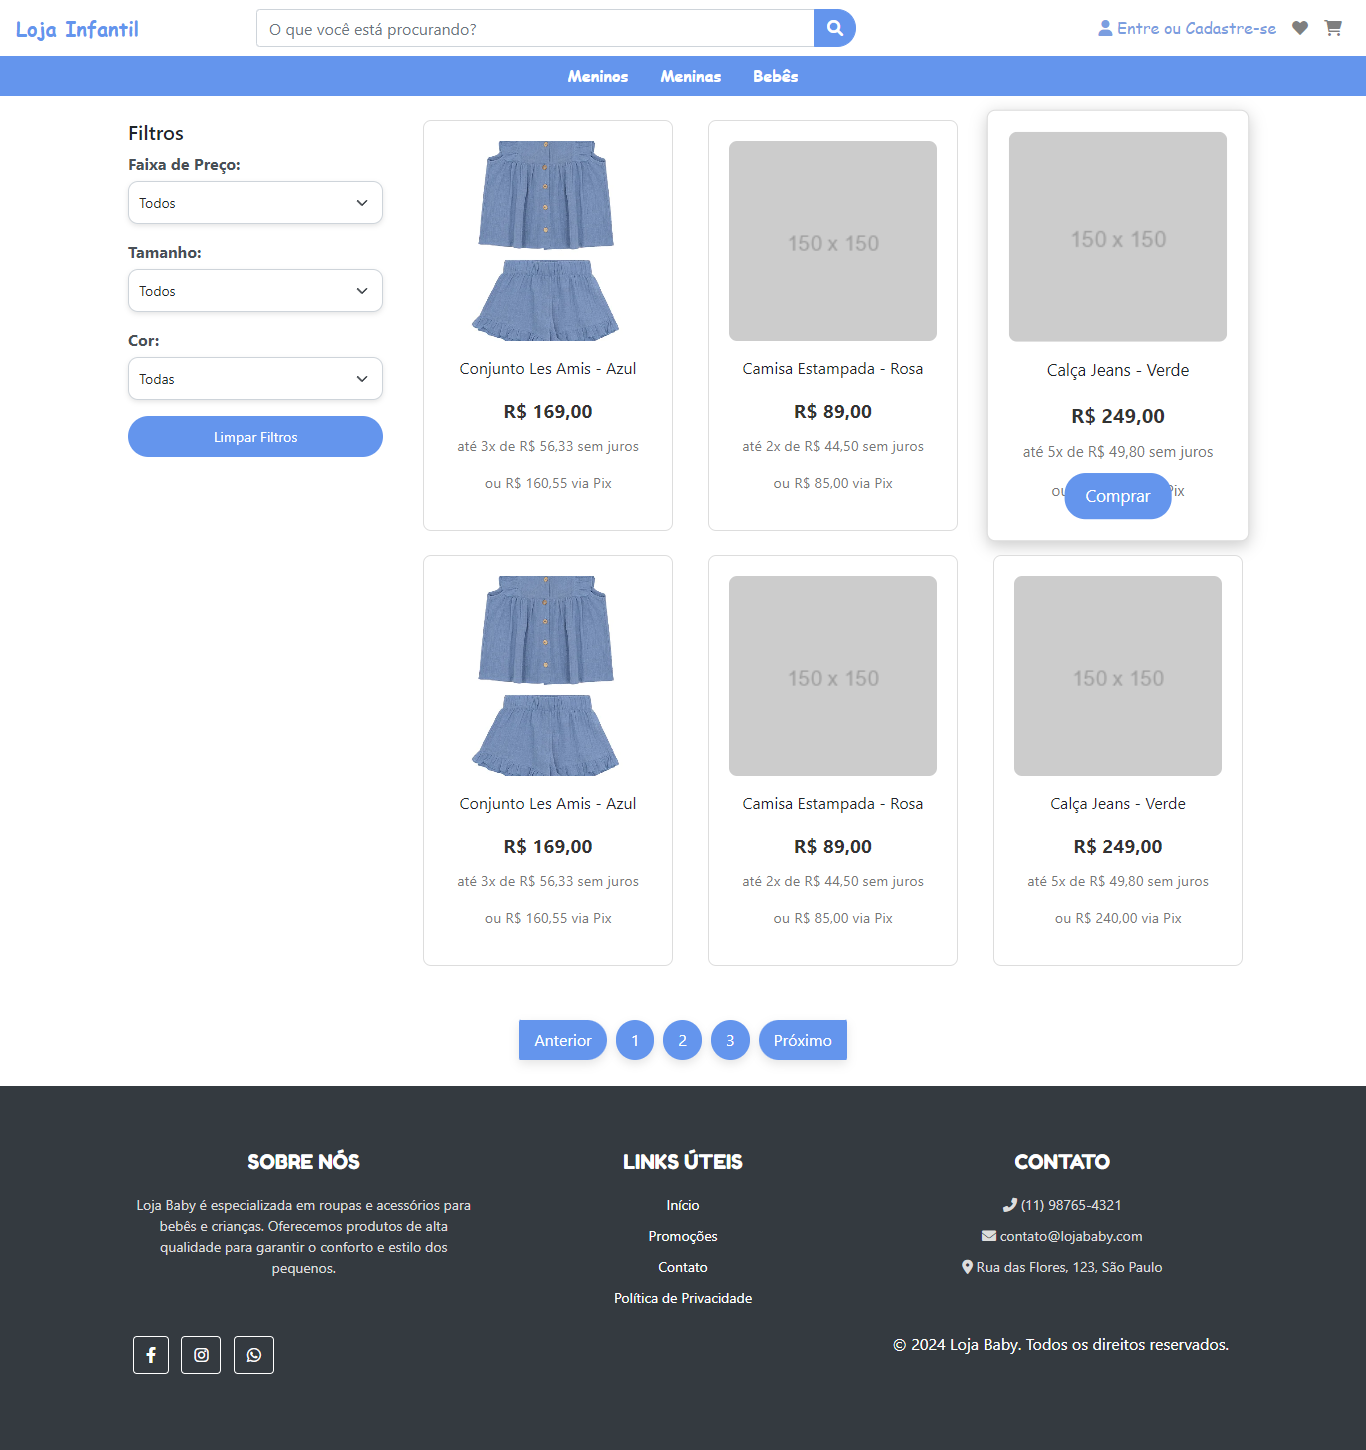 Loja Infantil
O que você está procurando?
Entre ou Cadastre-se
Meninos
Meninas
Bebês
Filtros
Faixa de Preço:
Todos
Tamanho:
Todos
Cor:
Todas
Limpar Filtros
Conjunto Les Amis - Azul
R$ 169,00
até 3x de R$ 56,33 sem juros
ou R$ 160,55 via Pix
150 x 150
Camisa Estampada - Rosa
R$ 89,00
até 2x de R$ 44,50 sem juros
ou R$ 85,00 via Pix
150 x 150
Calça Jeans - Verde
R$ 249,00
até 5x de R$ 49,80 sem juros
Comprar
Conjunto Les Amis - Azul
R$ 169,00
até 3x de R$ 56,33 sem juros
ou R$ 160,55 via Pix
150 x 150
Camisa Estampada - Rosa
R$ 89,00
até 2x de R$ 44,50 sem juros
ou R$ 85,00 via Pix
150 x 150
Calça Jeans - Verde
R$ 249,00
até 5x de R$ 49,80 sem juros
ou R$ 240,00 via Pix
Anterior
1
2
3
Próximo
SOBRE NÓS
Loja Baby é especializada em roupas e acessórios para
bebês e crianças. Oferecemos produtos de alta
qualidade para garantir o conforto e estilo dos
pequenos.
LINKS ÚTEIS
Início
Promoções
Contato
Política de Privacidade
CONTATO
(11) 98765-4321
contato@lojababy.com
Rua das Flores, 123, São Paulo
© 2024 Loja Baby. Todos os direitos reservados.